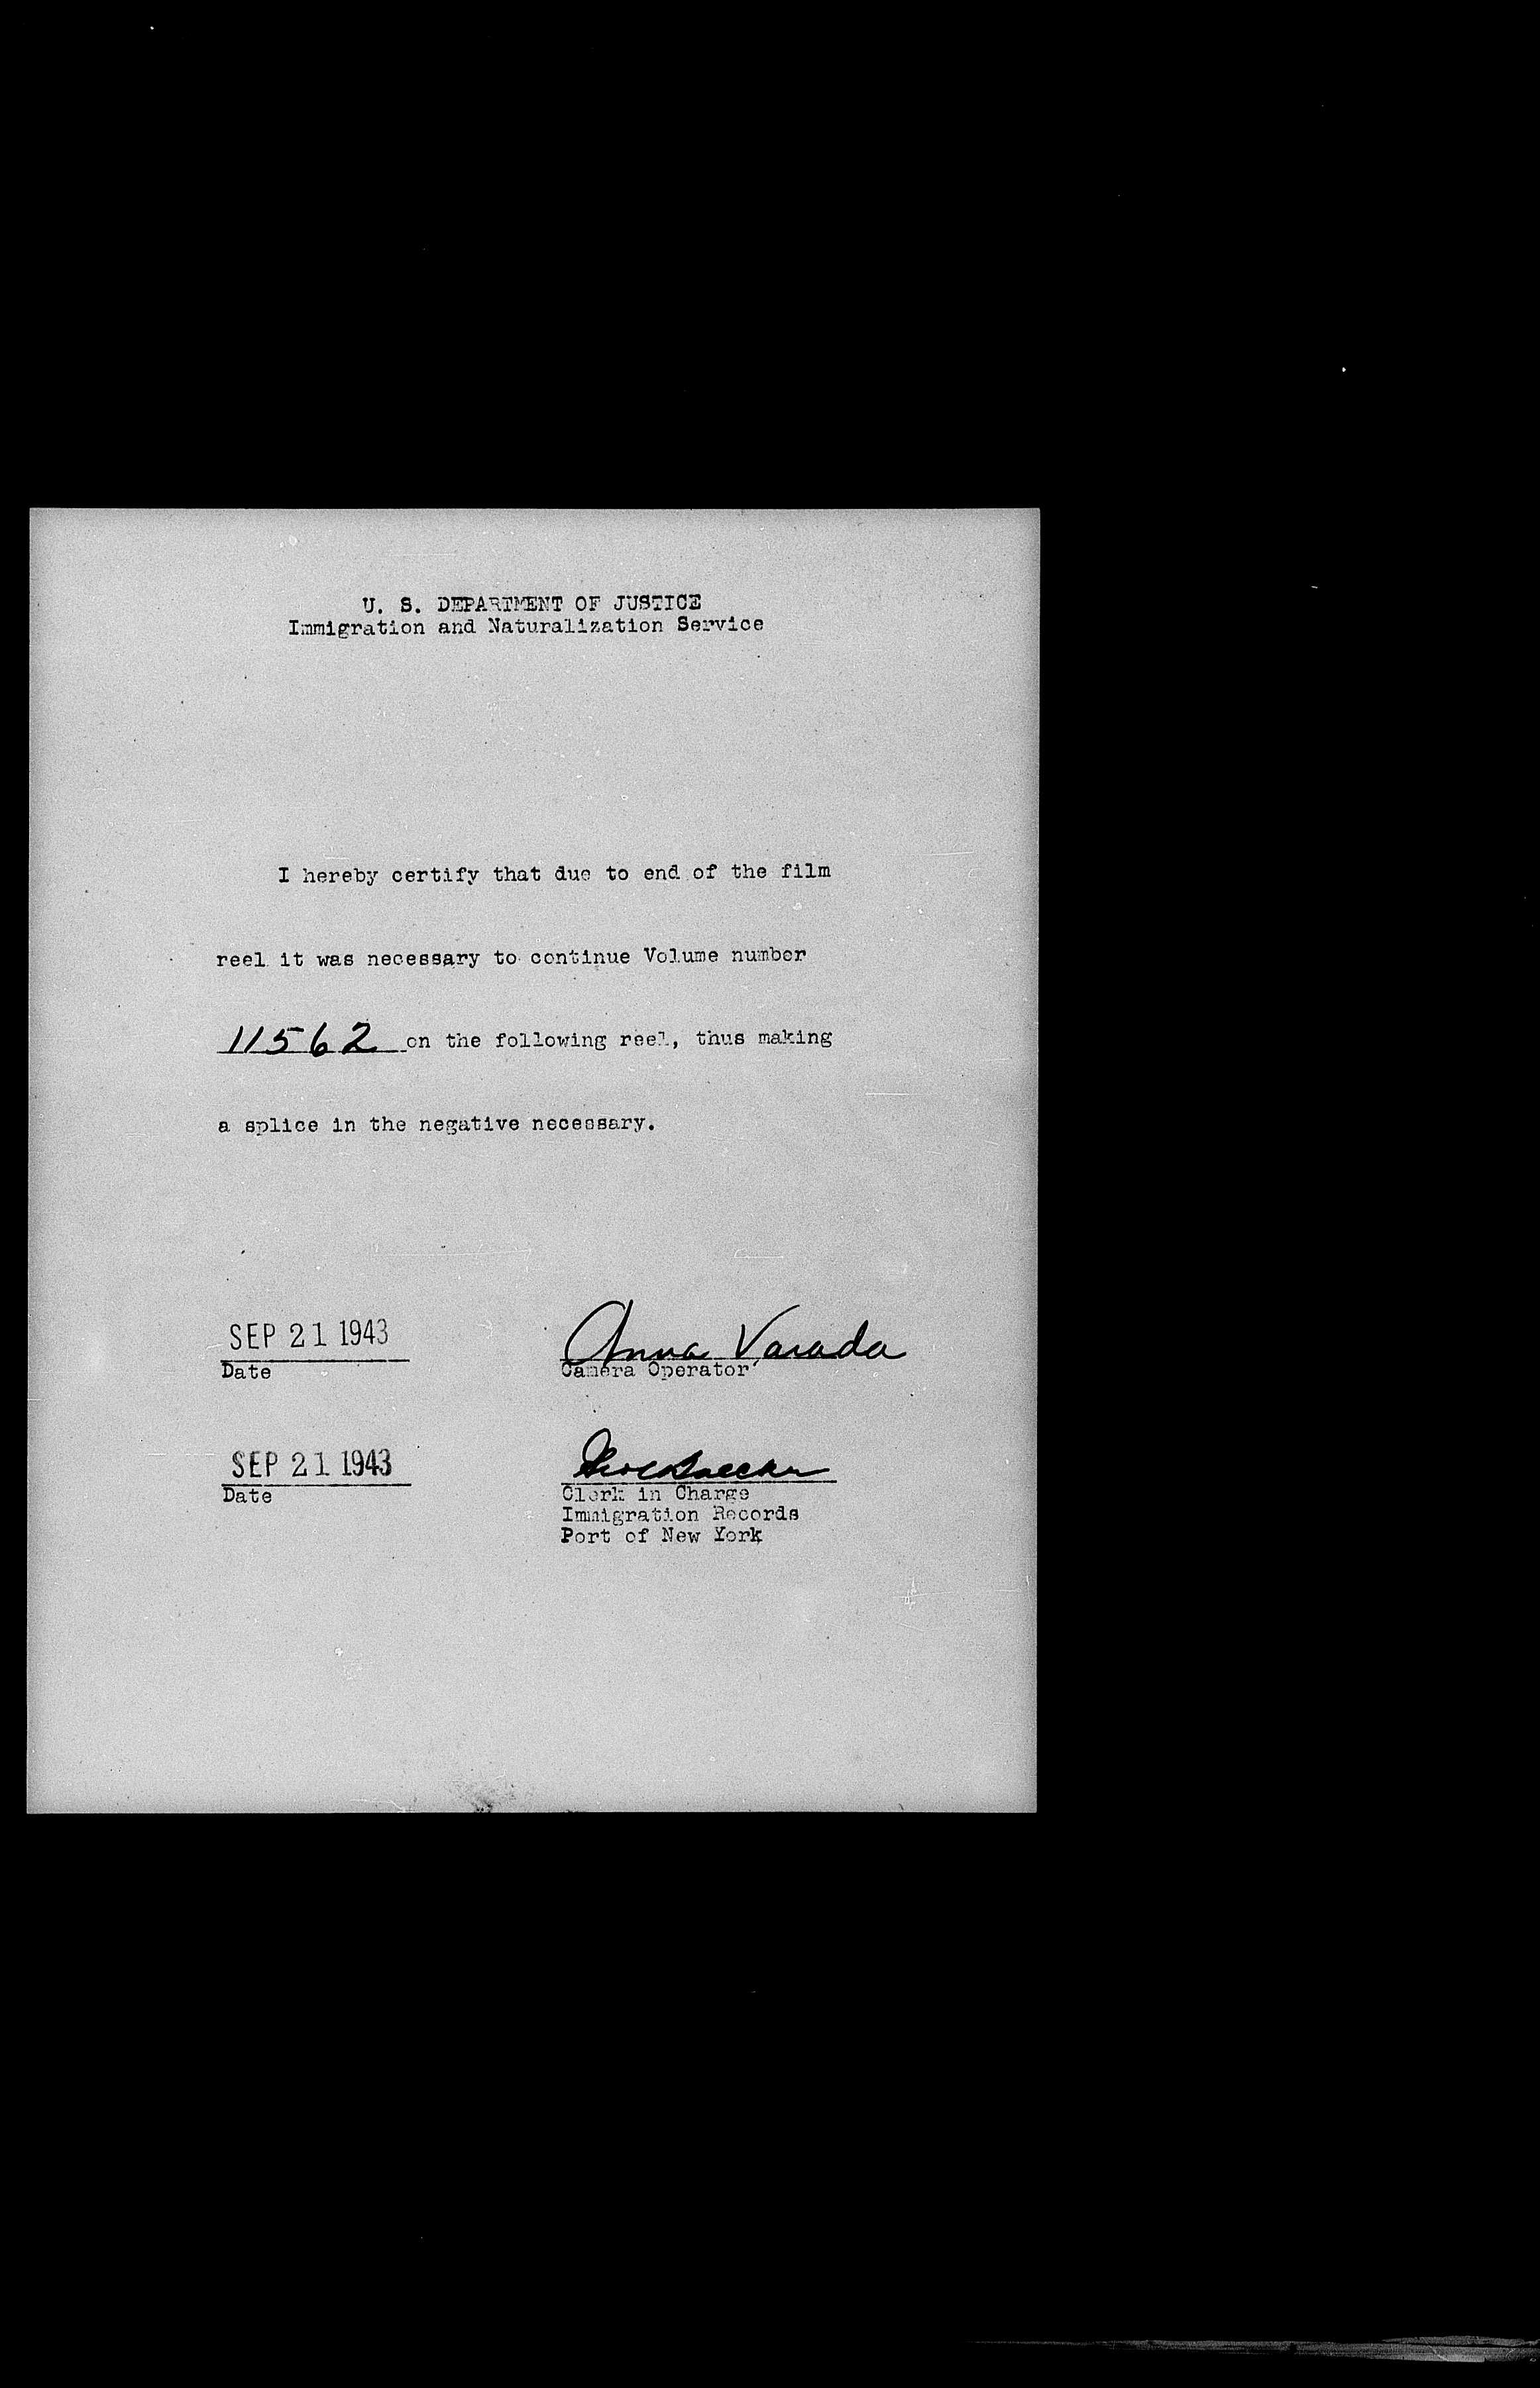 U. S. DEPARTMENT OF JUSTICE
Immigration and Naturalization Service
I hereby certify that due to end of the film
reel it was necessary to continue Volume number
11562 on the following reel, thus making
a splice in the negative necessary.
SEP 21 1943
Date
Anna Varada
Camera Operator
SEP 21 1943
Date
Clerk in Charge
Immigration Records
Port of New York